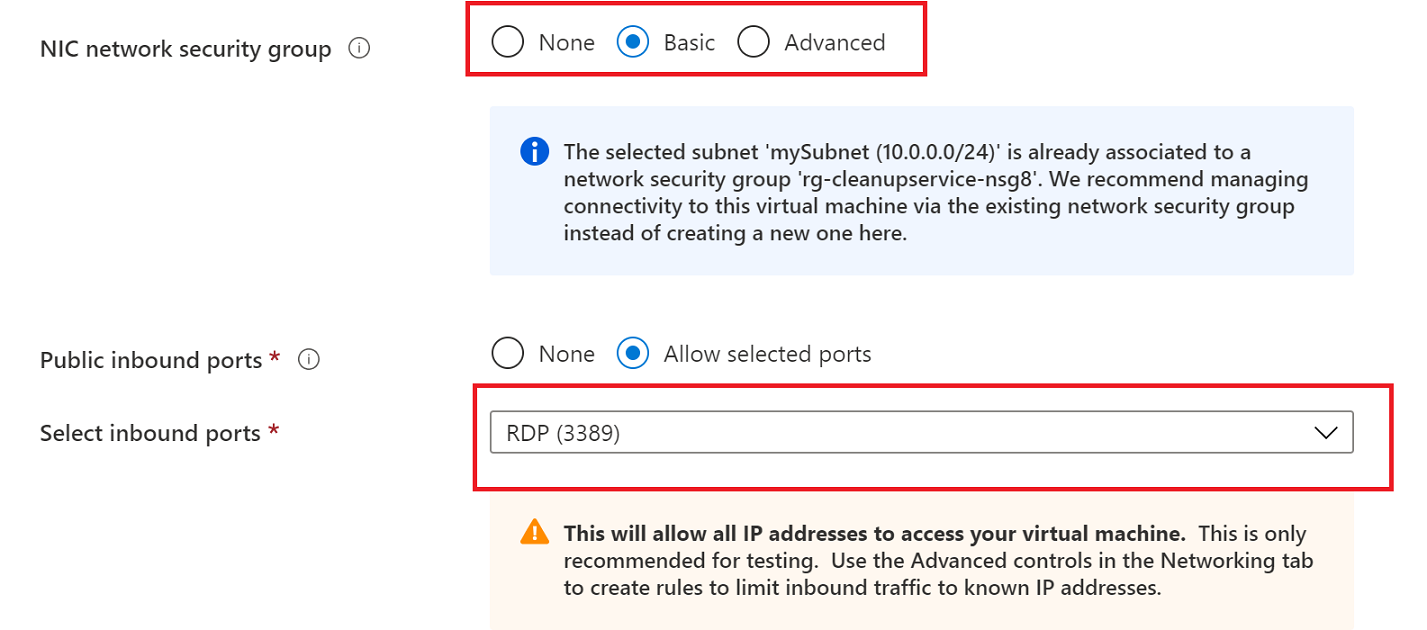 NIC network security group
None Basic Advanced
The selected subnet 'mySubnet (10.0.0.0/24)' is already associated to a
network security group 'rg-cleanupservice-nsg8'. We recommend managing
connectivity to this virtual machine via the existing network security group
instead of creating a new one here.
Public inbound ports *
None Allow selected ports
Select inbound ports *
RDP (3389)
This will allow all IP addresses to access your virtual machine. This is only
recommended for testing. Use the Advanced controls in the Networking tab
to create rules to limit inbound traffic to known IP addresses.